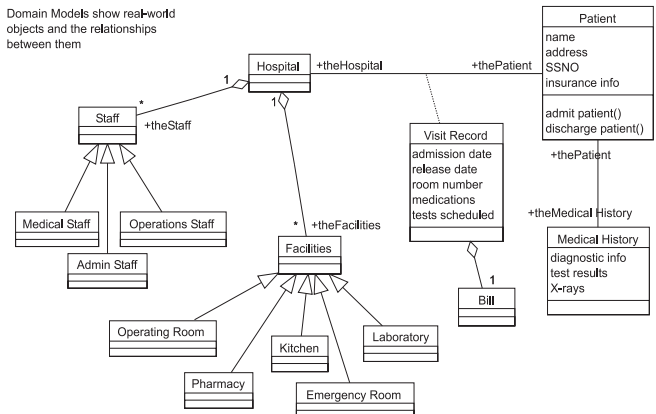 Domain Models show real-world
objects and the relationships
between them
Patient
name
address
SSNO
insurance info
admit patient()
discharge patient()
Hospital
+theHospital
+thePatient
1
1
*
Staff
+theStaff
Visit Record
admission date
release date
room number
medications
tests scheduled
+thePatient
+theMedical History
Medical Staff
Operations Staff
Admin Staff
*
+theFacilities
Facilities
Medical History
diagnostic info
test results
X-rays
1
Bill
Operating Room
Laboratory
Kitchen
Pharmacy
Emergency Room